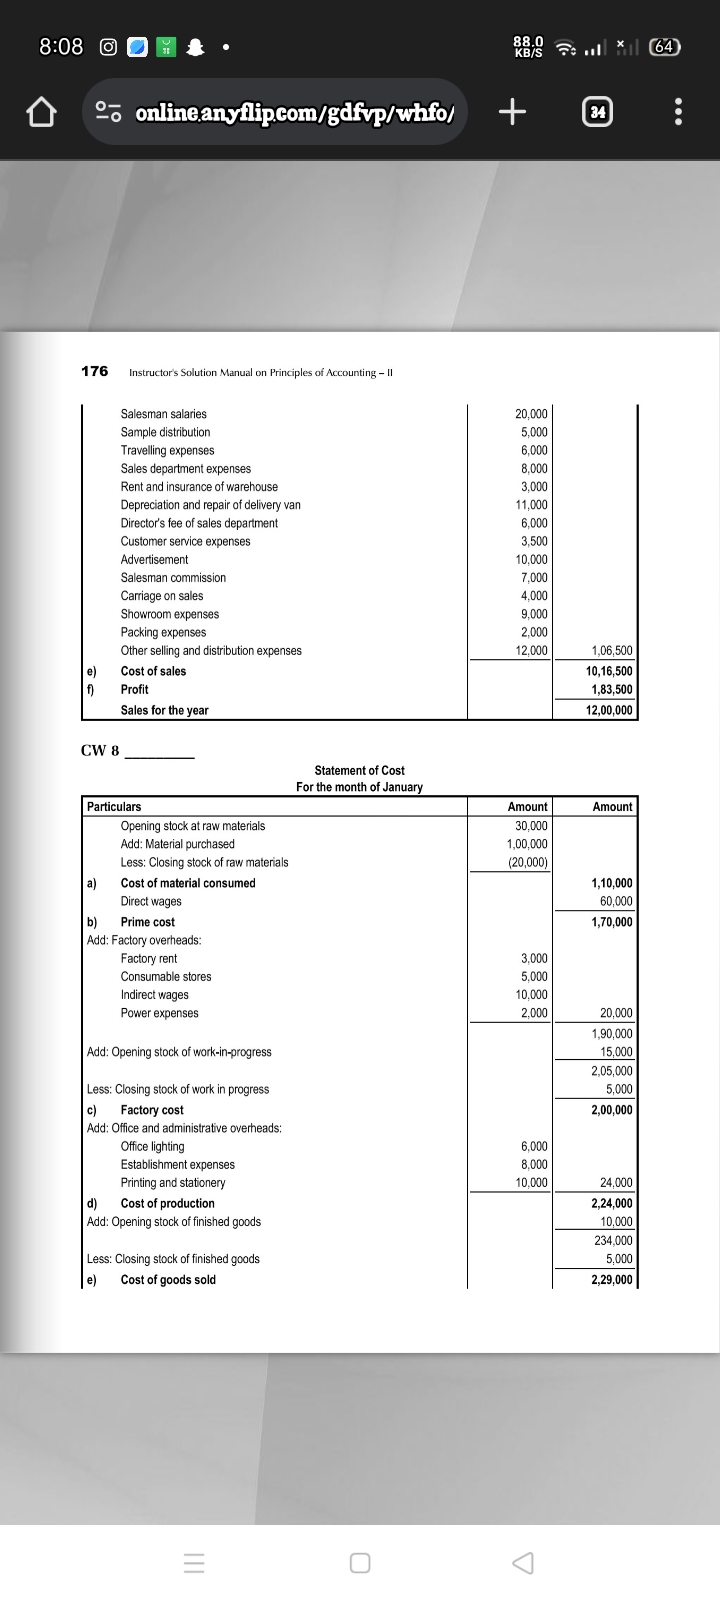 8:08
88.0
KB/S
64
online.anyflip.com/gdfvp/whfo/
34
176 Instructor's Solution Manual on Principles of Accounting – II
Salesman salaries 20,000
Sample distribution 5,000
Travelling expenses 6,000
Sales department expenses 8,000
Rent and insurance of warehouse 3,000
Depreciation and repair of delivery van 11,000
Director's fee of sales department 6,000
Customer service expenses 3,500
Advertisement 10,000
Salesman commission 7,000
Carriage on sales 4,000
Showroom expenses 9,000
Packing expenses 2,000
Other selling and distribution expenses 12,000 1,06,500
e) Cost of sales 10,16,500
f) Profit 1,83,500
Sales for the year 12,00,000
CW 8
Statement of Cost
For the month of January
Particulars Amount Amount
Opening stock at raw materials 30,000
Add: Material purchased 1,00,000
Less: Closing stock of raw materials (20,000)
a) Cost of material consumed 1,10,000
Direct wages 60,000
b) Prime cost 1,70,000
Add: Factory overheads:
Factory rent 3,000
Consumable stores 5,000
Indirect wages 10,000
Power expenses 2,000 20,000
1,90,000
Add: Opening stock of work-in-progress 15,000
2,05,000
Less: Closing stock of work in progress 5,000
c) Factory cost 2,00,000
Add: Office and administrative overheads:
Office lighting 6,000
Establishment expenses 8,000
Printing and stationery 10,000 24,000
d) Cost of production 2,24,000
Add: Opening stock of finished goods 10,000
234,000
Less: Closing stock of finished goods 5,000
e) Cost of goods sold 2,29,000